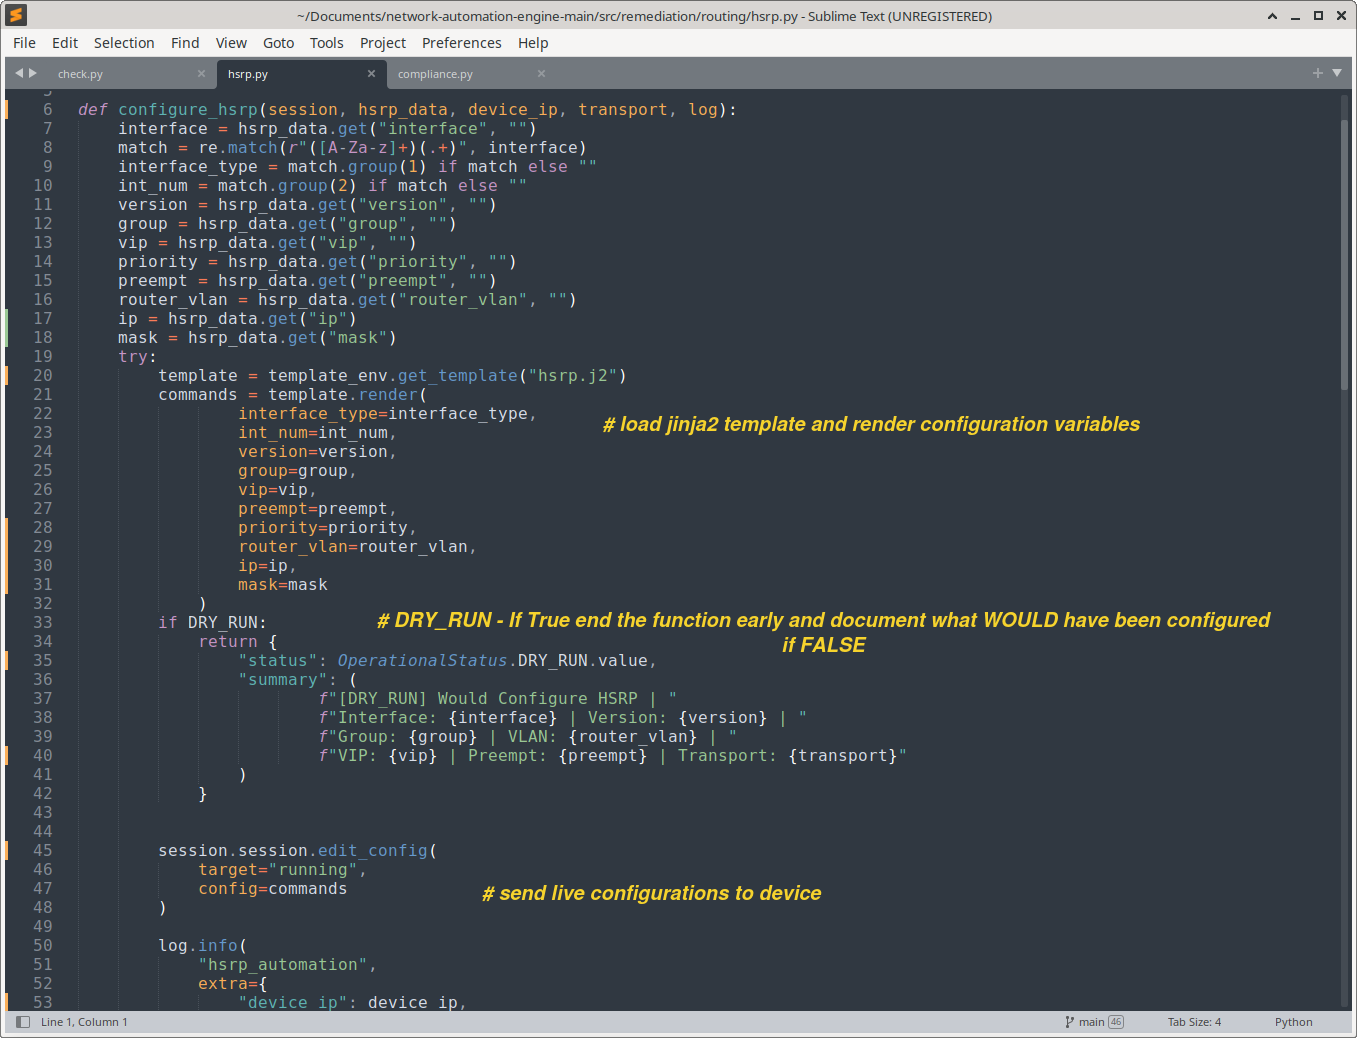 ~/Documents/network-automation-engine-main/src/remediation/routing/hsrp.py - Sublime Text (UNREGISTERED)
File Edit Selection Find View Goto Tools Project Preferences Help
check.py hsrp.py compliance.py
5
6 def configure_hsrp(session, hsrp_data, device_ip, transport, log):
7 interface = hsrp_data.get("interface", "")
8 match = re.match(r"([A-Za-z]+)(.+)", interface)
9 interface_type = match.group(1) if match else ""
10 int_num = match.group(2) if match else ""
11 version = hsrp_data.get("version", "")
12 group = hsrp_data.get("group", "")
13 vip = hsrp_data.get("vip", "")
14 priority = hsrp_data.get("priority", "")
15 preempt = hsrp_data.get("preempt", "")
16 router_vlan = hsrp_data.get("router_vlan", "")
17 ip = hsrp_data.get("ip")
18 mask = hsrp_data.get("mask")
19 try:
20 template = template_env.get_template("hsrp.j2")
21 commands = template.render(
22 interface_type=interface_type,
# load jinja2 template and render configuration variables
23 int_num=int_num,
24 version=version,
25 group=group,
26 vip=vip,
27 preempt=preempt,
28 priority=priority,
29 router_vlan=router_vlan,
30 ip=ip,
31 mask=mask
32 )
33 if DRY_RUN:
# DRY_RUN - If True end the function early and document what WOULD have been configured
if FALSE
34 return {
35 "status": OperationalStatus.DRY_RUN.value,
36 "summary": (
37 f"[DRY_RUN] Would Configure HSRP | "
38 f"Interface: {interface} | Version: {version} | "
39 f"Group: {group} | VLAN: {router_vlan} | "
40 f"VIP: {vip} | Preempt: {preempt} | Transport: {transport}"
41 )
42 }
43
44
45 session.session.edit_config(
46 target="running",
47 config=commands
# send live configurations to device
48 )
49
50 log.info(
51 "hsrp_automation",
52 extra={
53 "device_ip": device_ip,
Line 1, Column 1 main 46 Tab Size: 4 Python